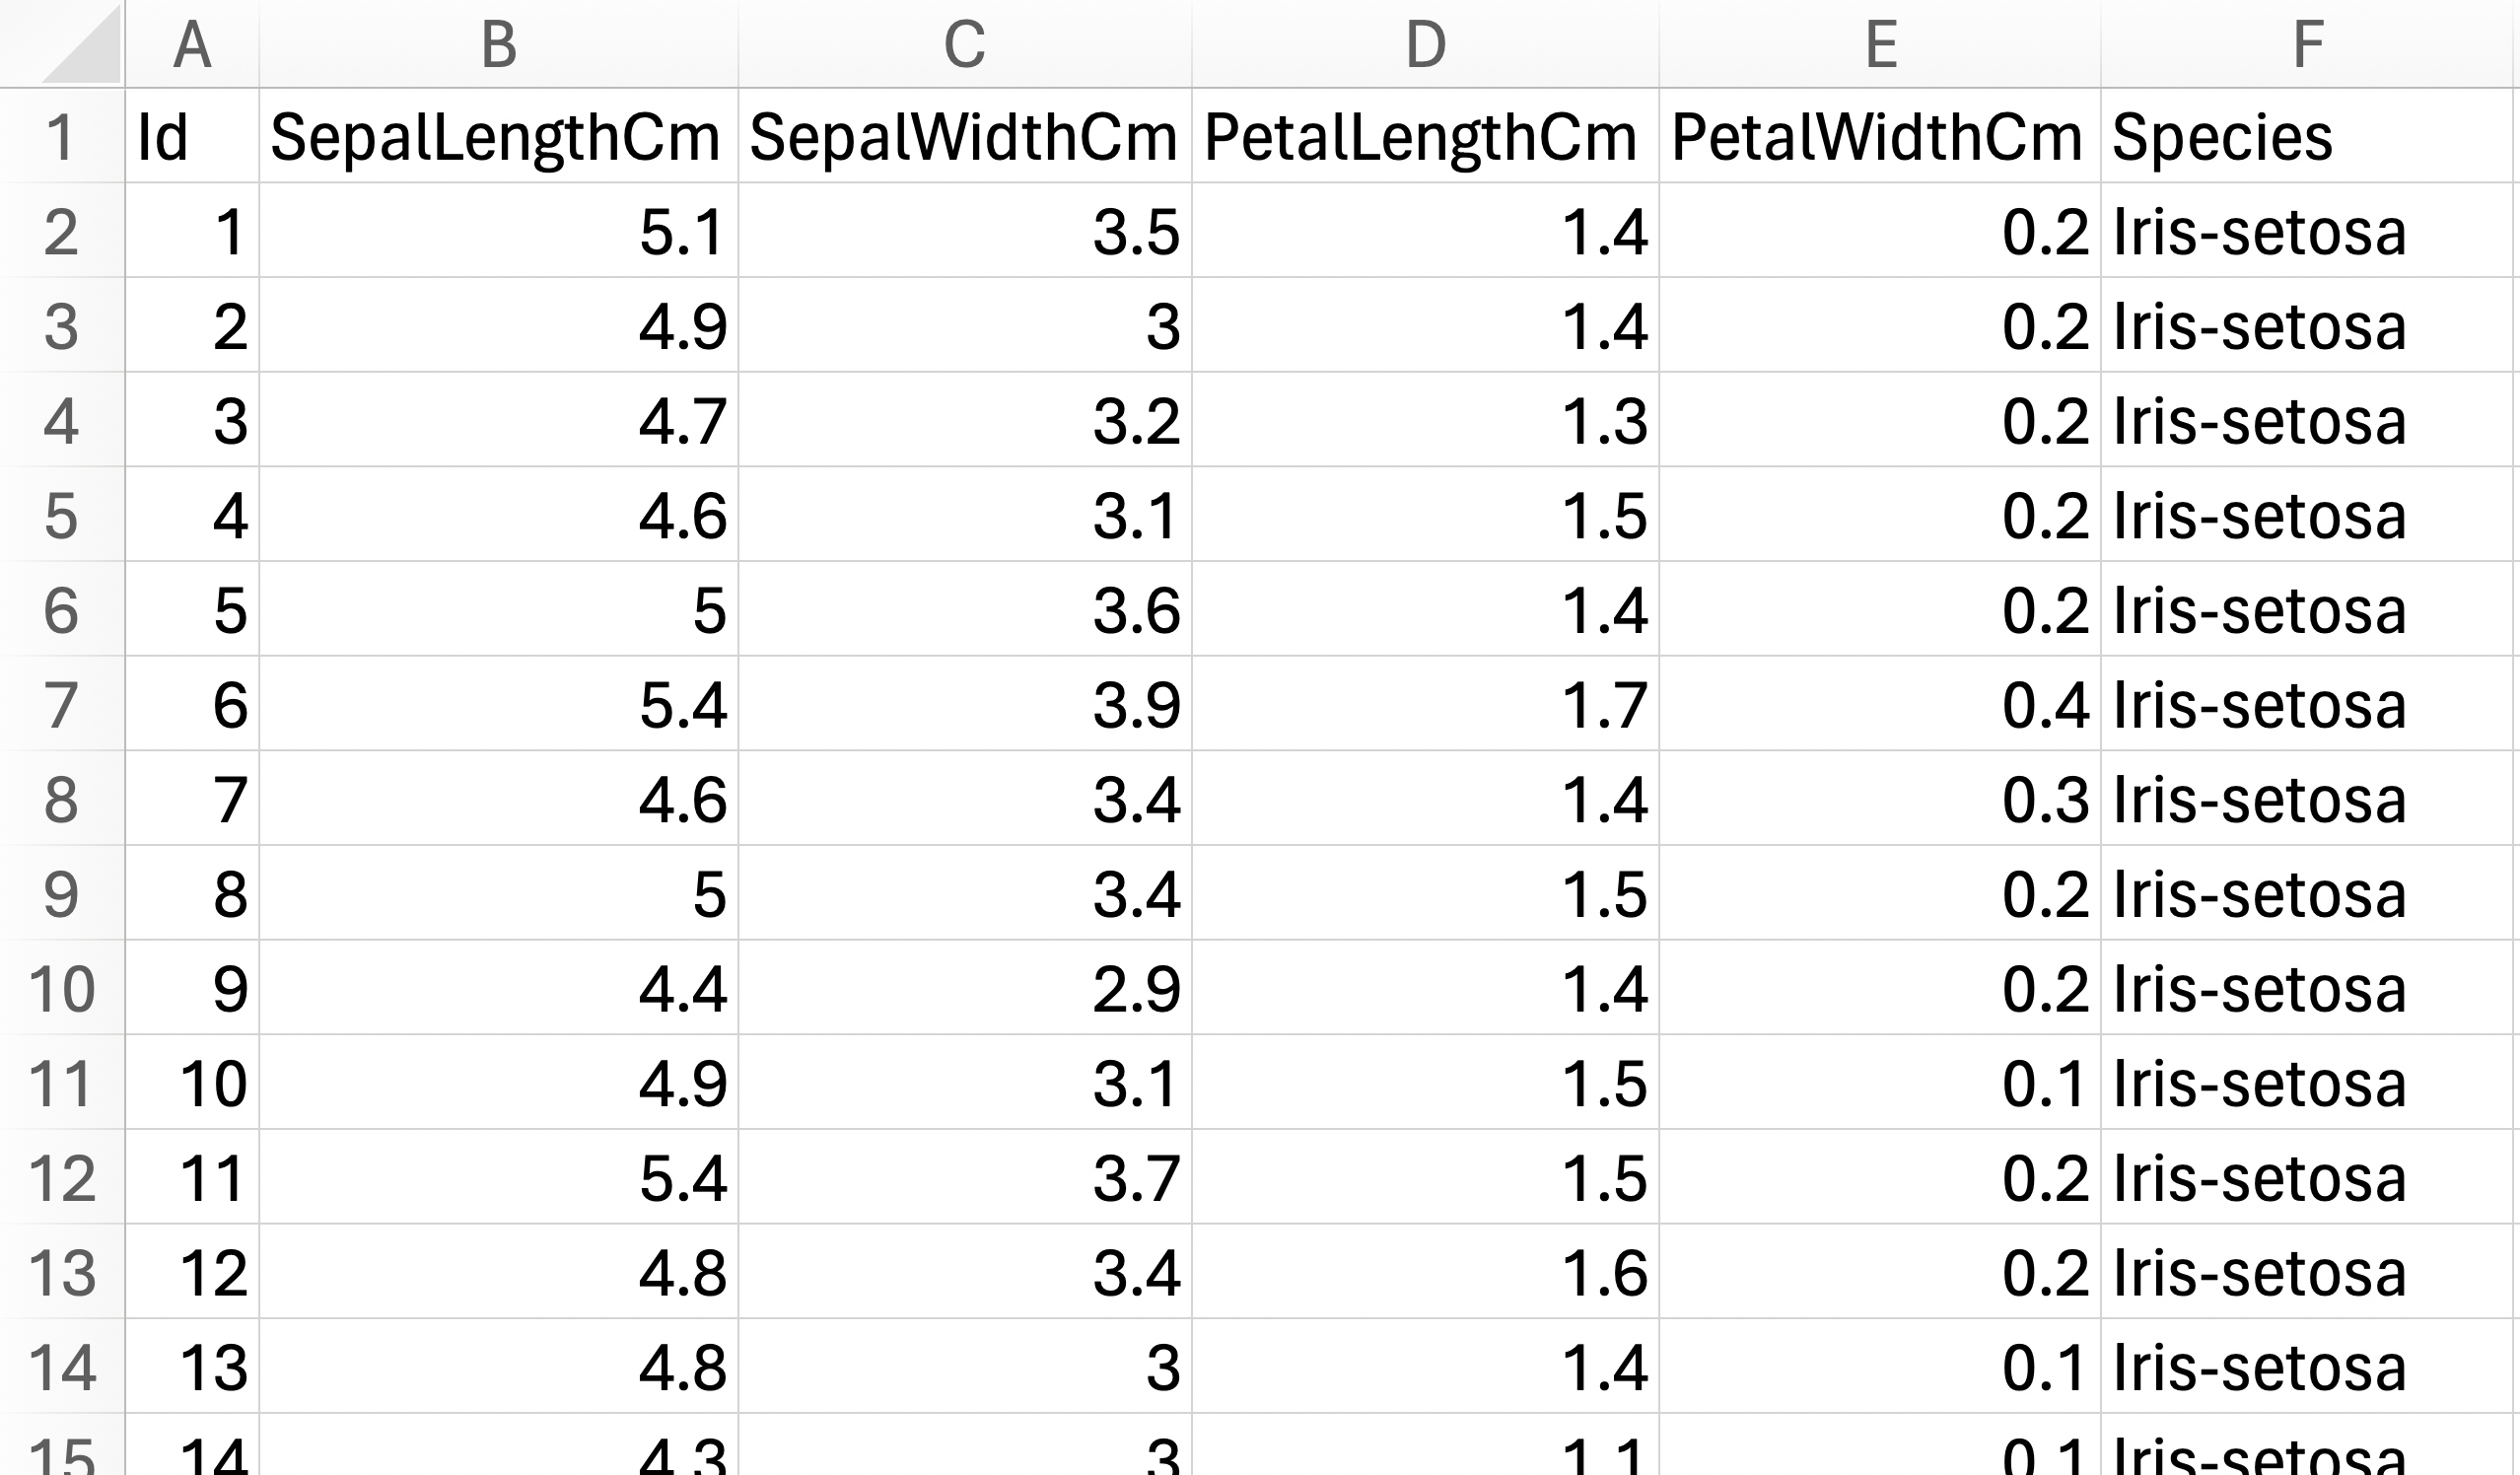 A B C D E F
1 Id SepalLengthCm SepalWidthCm PetalLengthCm PetalWidthCm Species
2 1 5.1 3.5 1.4 0.2 Iris-setosa
3 2 4.9 3 1.4 0.2 Iris-setosa
4 3 4.7 3.2 1.3 0.2 Iris-setosa
5 4 4.6 3.1 1.5 0.2 Iris-setosa
6 5 5 3.6 1.4 0.2 Iris-setosa
7 6 5.4 3.9 1.7 0.4 Iris-setosa
8 7 4.6 3.4 1.4 0.3 Iris-setosa
9 8 5 3.4 1.5 0.2 Iris-setosa
10 9 4.4 2.9 1.4 0.2 Iris-setosa
11 10 4.9 3.1 1.5 0.1 Iris-setosa
12 11 5.4 3.7 1.5 0.2 Iris-setosa
13 12 4.8 3.4 1.6 0.2 Iris-setosa
14 13 4.8 3 1.4 0.1 Iris-setosa
15 14 4.3 3 1.1 0.1 Iris-setosa